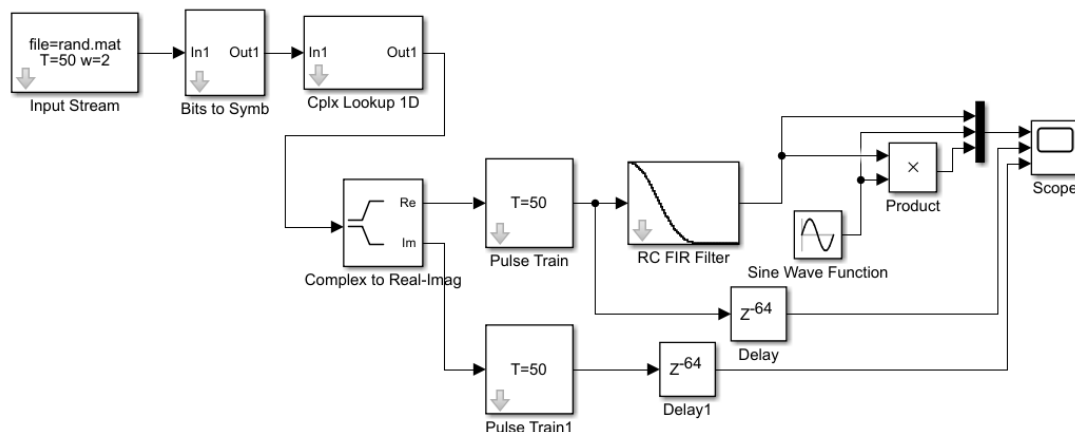 file=rand.mat
T=50 w=2
Input Stream
In1 Out1
Bits to Symb
In1 Out1
Cplx Lookup 1D
Re
Im
Complex to Real-Imag
T=50
Pulse Train
RC FIR Filter
×
Product
Scope
Sine Wave Function
Z-64
Delay
T=50
Pulse Train1
Z-64
Delay1